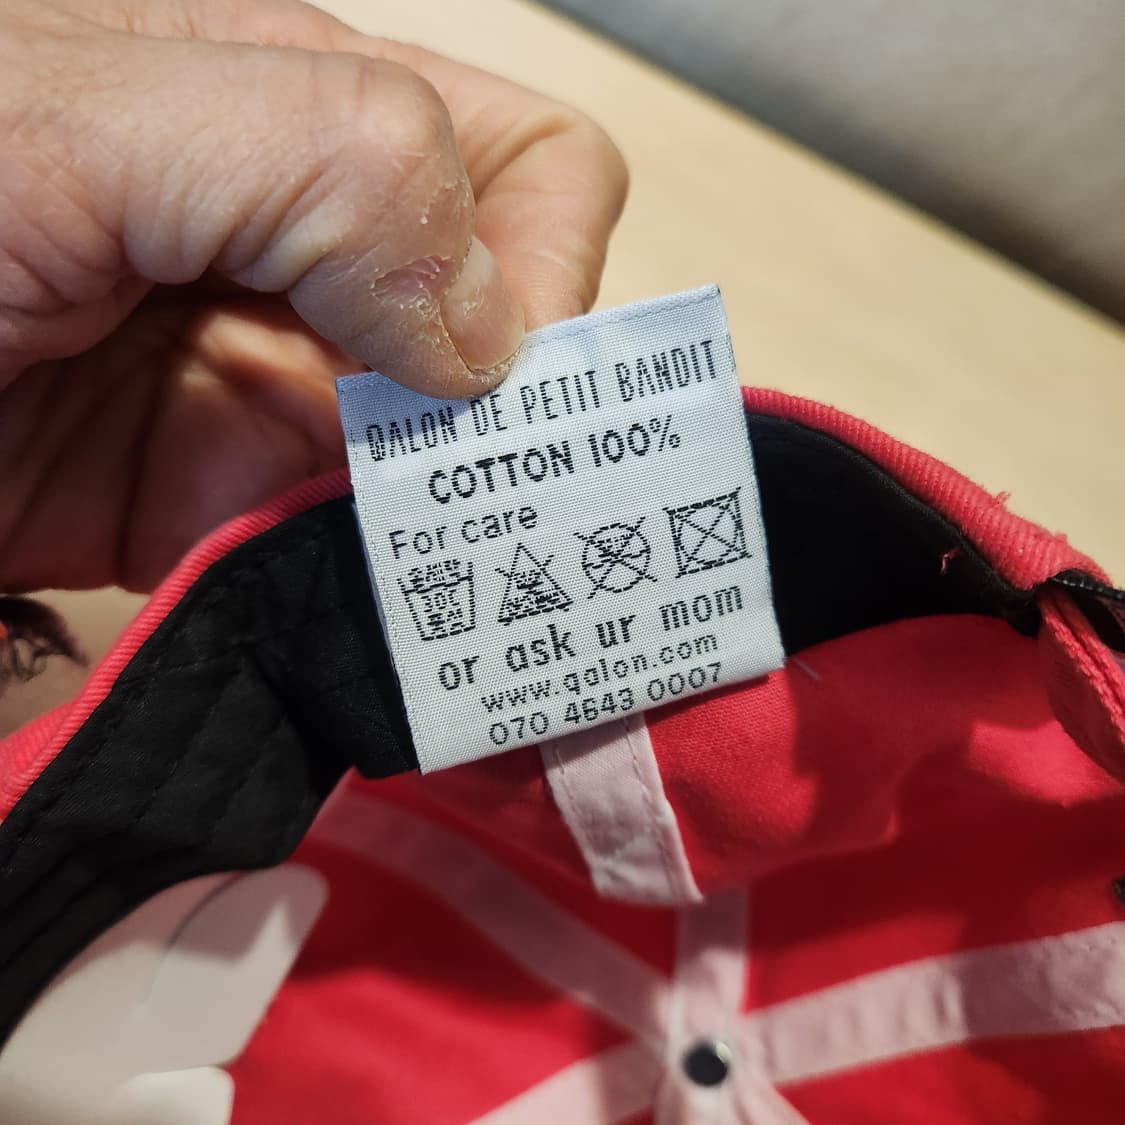 QALON DE PETIT BANDIT
COTTON 100%
For care
or ask ur mom
www.qalon.com
070 4643 0007